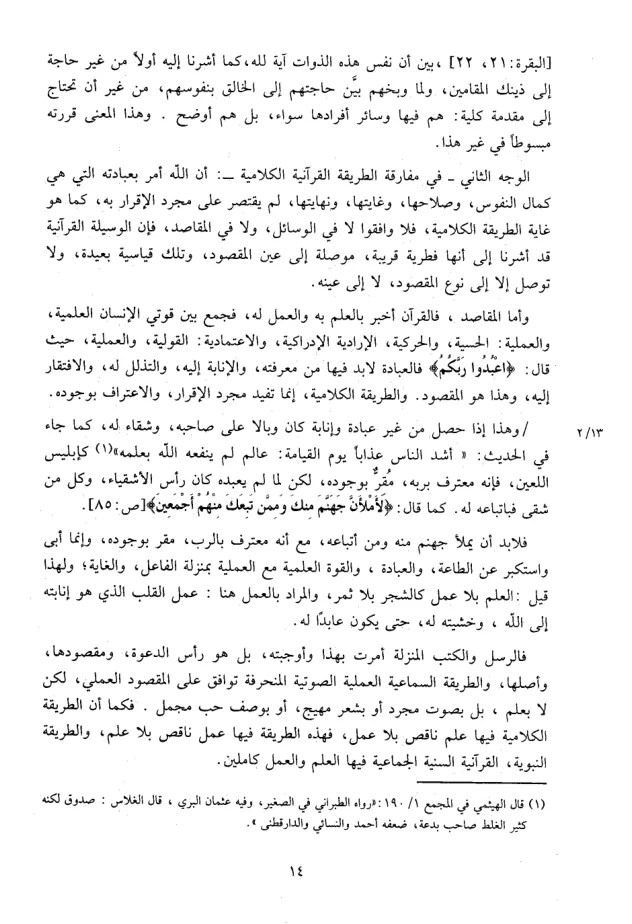 [البقرة:٢١، ٢٢] ،بين أن نفس هذه الذوات آية لله،كما أشرنا إليه أولاً من غير حاجة
إلى ذينك المقامين، ولما وبخهم بيَّن حاجتهم إلى الخالق بنفوسهم، من غير أن تحتاج
إلى مقدمة كلية: هم فيها وسائر أفرادها سواء، بل هم أوضح . وهذا المعنى قررته
مبسوطاً في غير هذا.
الوجه الثاني ــ في مفارقة الطريقة القرآنية الكلامية ــ: أن اللّه أمر بعبادته التي هي
كمال النفوس، وصلاحها، وغايتها، ونهايتها، لم يقتصر على مجرد الإقرار به، كما هو
غاية الطريقة الكلامية، فلا وافقوا لا في الوسائل، ولا في المقاصد، فإن الوسيلة القرآنية
قد أشرنا إلى أنها فطرية قريبة، موصلة إلى عين المقصود، وتلك قياسية بعيدة، ولا
توصل إلا إلى نوع المقصود، لا إلى عينه.
وأما المقاصد ، فالقرآن أخبر بالعلم به والعمل له، فجمع بين قوتي الإنسان العلمية،
والعملية: الحسية، والحركية، الإرادية الإدراكية، والاعتمادية: القولية، والعملية، حيث
قال: ﴿اعْبُدُوا رَبَّكُمُ﴾ فالعبادة لابد فيها من معرفته، والإنابة إليه، والتذلل له، والافتقار
إليه، وهذا هو المقصود. والطريقة الكلامية، إنما تفيد مجرد الإقرار، والاعتراف بوجوده.
٢/١٣ /وهذا إذا حصل من غير عبادة وإنابة كان وبالا على صاحبه، وشقاء له، كما جاء
في الحديث: « أشد الناس عذاباً يوم القيامة: عالم لم ينفعه اللّه بعلمه»(١) كإبليس
اللعين، فإنه معترف بربه، مُقرٌّ بوجوده، لكن لما لم يعبده كان رأس الأشقياء، وكل من
شقى فباتباعه له. كما قال: ﴿لَأَمْلَأَنَّ جَهَنَّمَ مِنكَ وَمِمَّن تَبِعَكَ مِنْهُمْ أَجْمَعِينَ﴾[ص:٨٥].
فلابد أن يملأ جهنم منه ومن أتباعه، مع أنه معترف بالرب، مقر بوجوده، وإنما أبى
واستكبر عن الطاعة، والعبادة ، والقوة العلمية مع العملية بمنزلة الفاعل، والغاية؛ ولهذا
قيل :العلم بلا عمل كالشجر بلا ثمر، والمراد بالعمل هنا : عمل القلب الذي هو إنابته
إلى اللّه ، وخشيته له، حتى يكون عابدًا له.
فالرسل والكتب المنزلة أمرت بهذا وأوجبته، بل هو رأس الدعوة، ومقصودها،
وأصلها، والطريقة السماعية العملية الصوتية المنحرفة توافق على المقصود العملي، لكن
لا بعلم ، بل بصوت مجرد أو بشعر مهيج، أو بوصف حب مجمل . فكما أن الطريقة
الكلامية فيها علم ناقص بلا عمل، فهذه الطريقة فيها عمل ناقص بلا علم، والطريقة
النبوية، القرآنية السنية الجماعية فيها العلم والعمل كاملين.
(١) قال الهيثمي في المجمع ١/ ١٩٠ :«رواه الطبراني في الصغير، وفيه عثمان البري ، قال الغلاس : صدوق لكنه
كثير الغلط صاحب بدعة، ضعفه أحمد والنسائي والدارقطنى ».
١٤